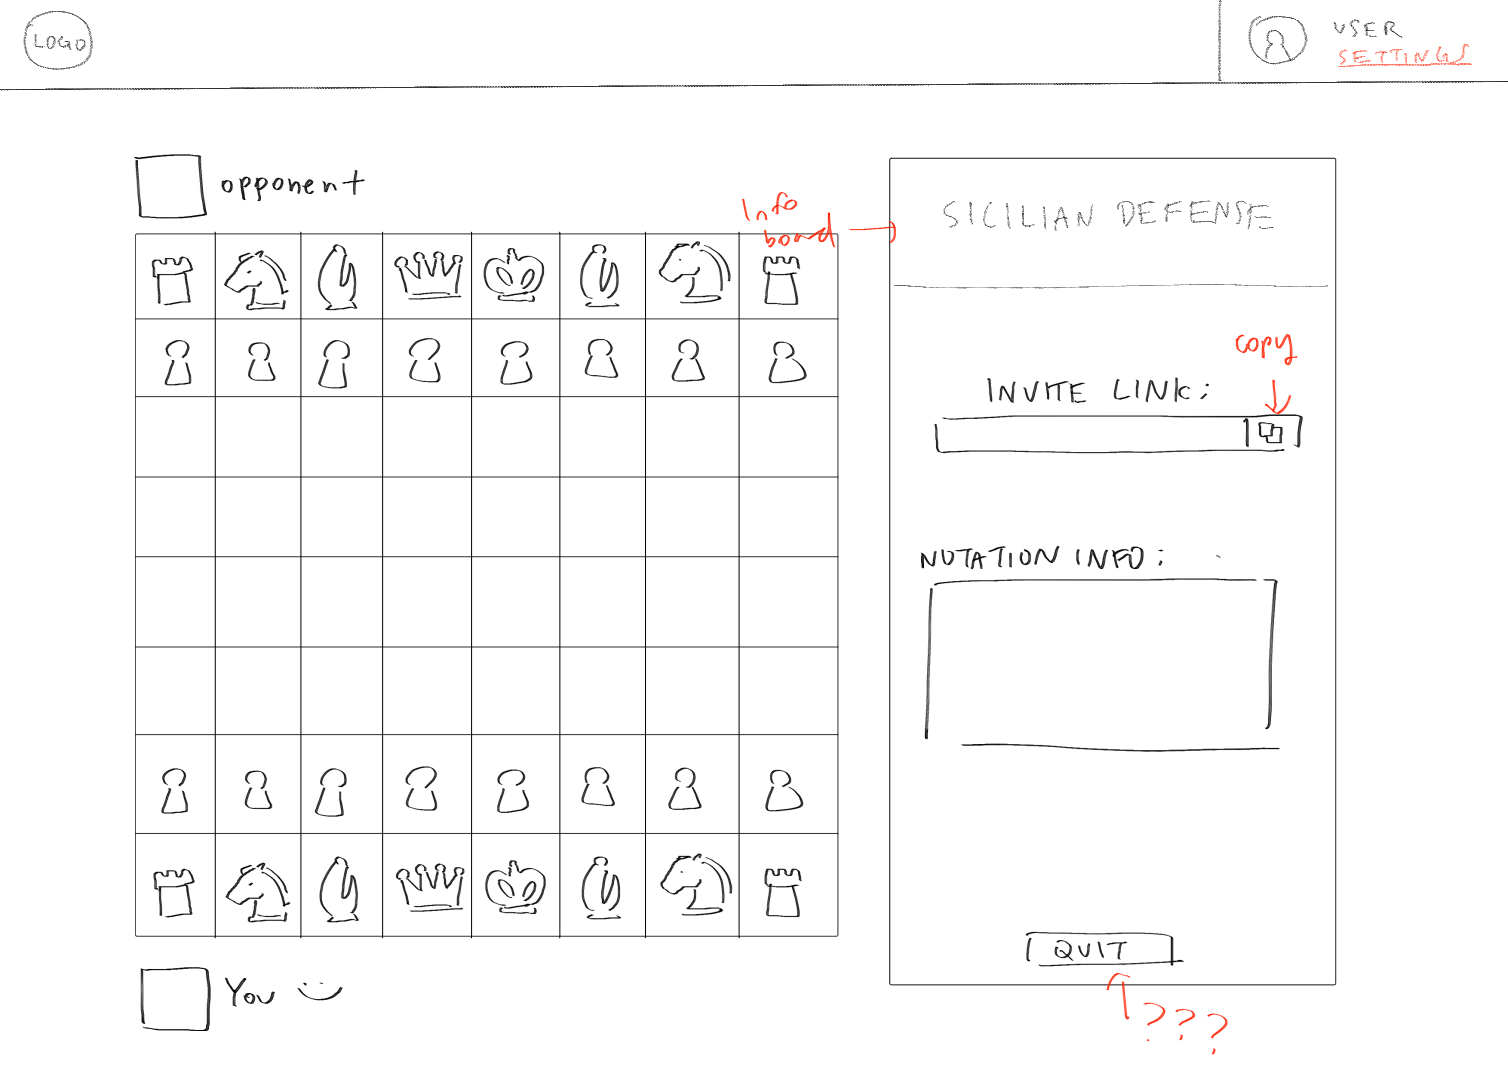 LOGO
USER
SETTINGS
opponent
Info
board
SICILIAN DEFENSE
copy
INVITE LINK:
NOTATION INFO:
QUIT
You
???